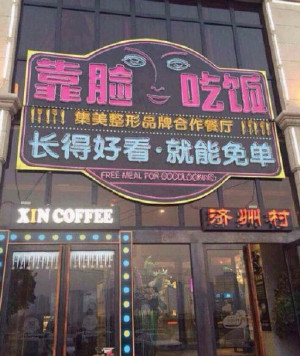 靠脸 吃饭
集美整形品牌合作餐厅
长得好看·就能免单
FREE MEAL FOR GOODLOOKING
XIN COFFEE
济州村